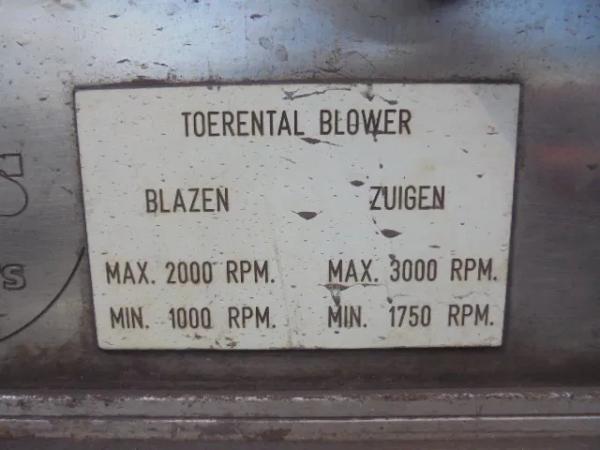 TOERENTAL BLOWER
BLAZEN ZUIGEN
MAX. 2000 RPM. MAX. 3000 RPM.
MIN. 1000 RPM. MIN. 1750 RPM.